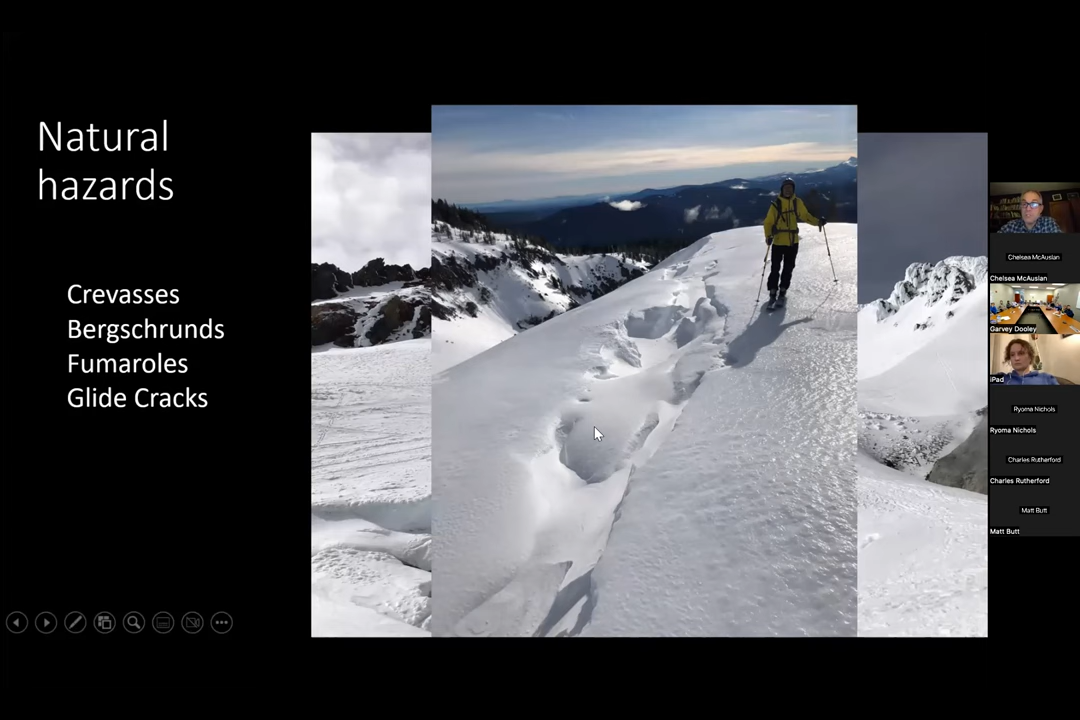 Natural
hazards
Crevasses
Bergschrunds
Fumaroles
Glide Cracks
Chelsea McAuslan
Chelsea McAuslan
Garvey Dooley
iPad
Ryoma Nichols
Ryoma Nichols
Charles Rutherford
Charles Rutherford
Matt Butt
Matt Butt